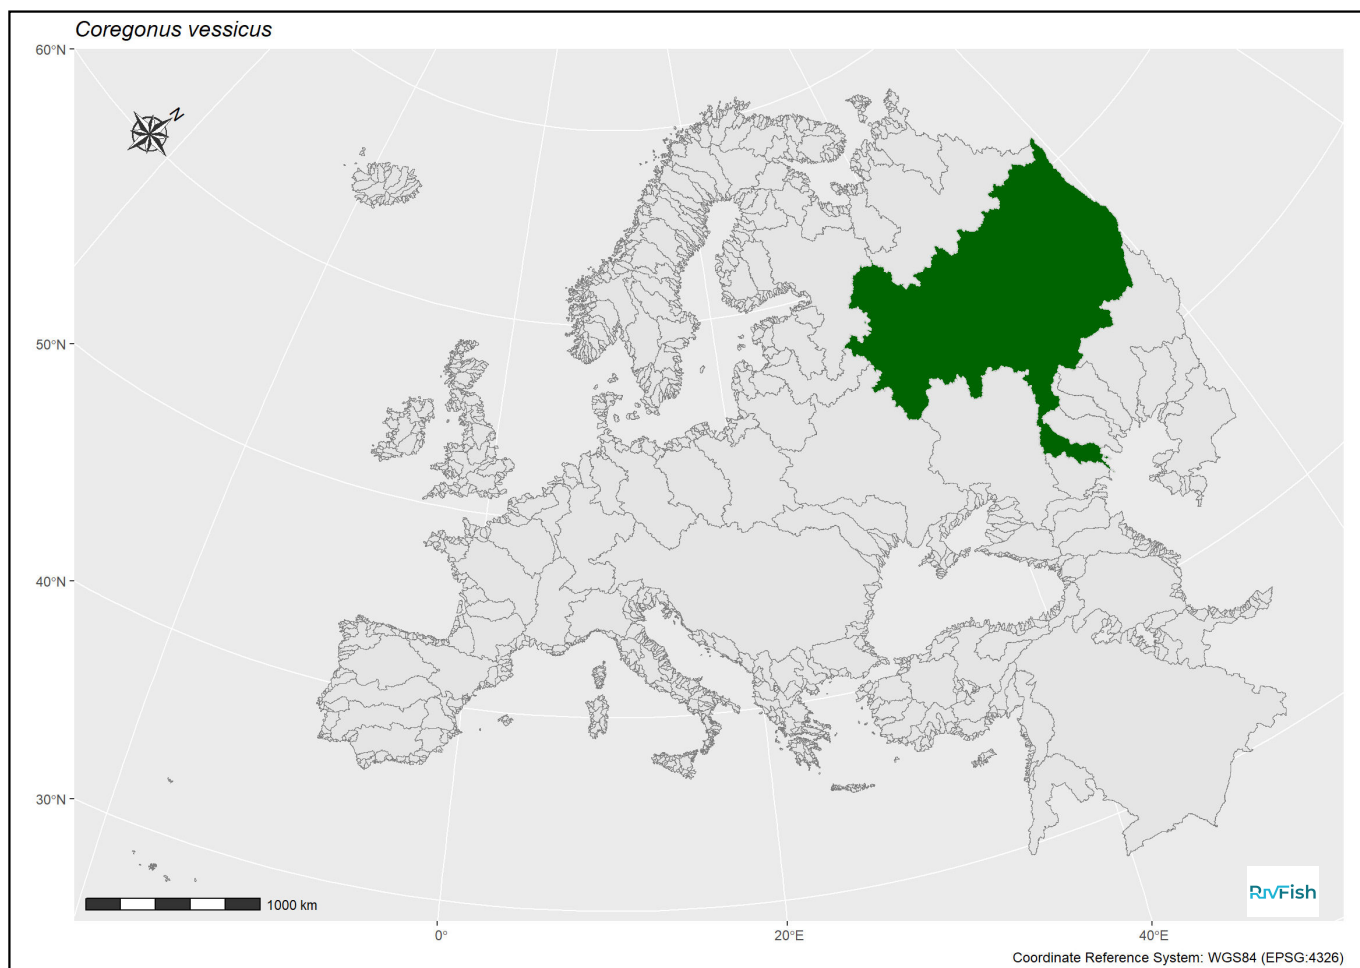 Coregonus vessicus
60°N
N
50°N
40°N
30°N
1000 km
RivFish
0°
20°E
40°E
Coordinate Reference System: WGS84 (EPSG:4326)